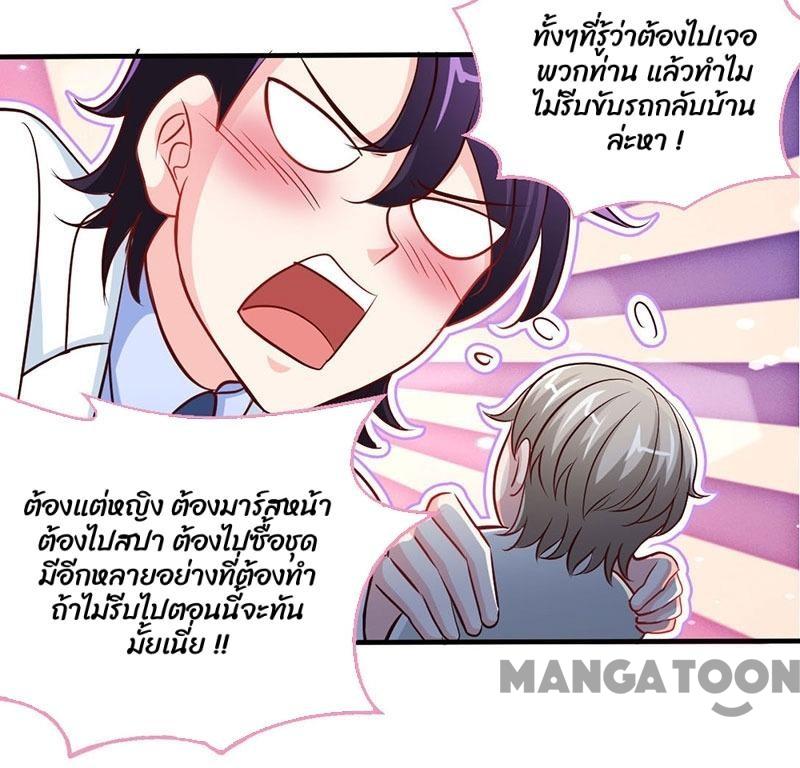 ทั้งๆที่รู้ว่าต้องไปเจอ
พวกท่าน แล้วทำไม
ไม่รีบขับรถกลับบ้าน
ล่ะหา !
ต้องแต่หญิง ต้องมาร์สหน้า
ต้องไปสปา ต้องไปซื้อชุด
มีอีกหลายอย่างที่ต้องทำ
ถ้าไม่รีบไปตอนนี้จะทัน
มั้ยเนี่ย !!
MANGATOON